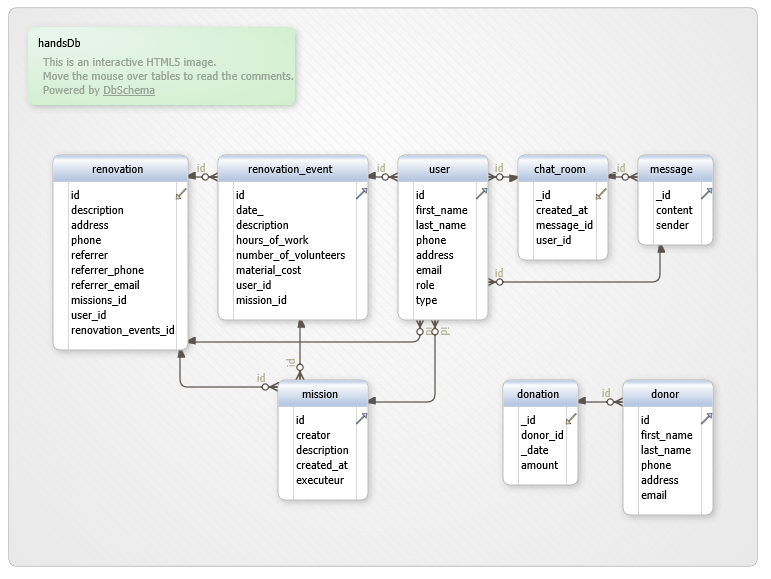 handsDb
This is an interactive HTML5 image.
Move the mouse over tables to read the comments.
Powered by DbSchema
renovation
id
description
address
phone
referrer
referrer_phone
referrer_email
missions_id
user_id
renovation_events_id
id
renovation_event
id
date_
description
hours_of_work
number_of_volunteers
material_cost
user_id
mission_id
id
user
id
first_name
last_name
phone
address
email
role
type
id
chat_room
_id
created_at
message_id
user_id
_id
message
_id
content
sender
id
id
id
id
id
mission
id
creator
description
created_at
executeur
donation
_id
donor_id
_date
amount
id
donor
id
first_name
last_name
phone
address
email